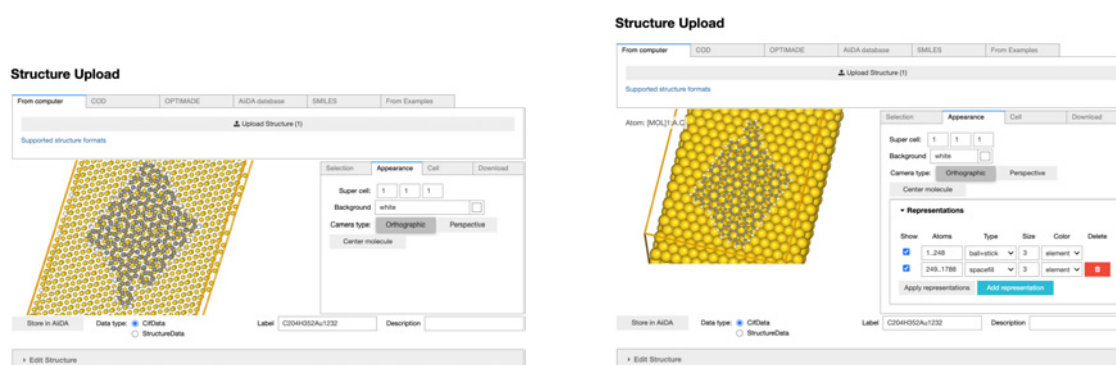 Structure Upload
From computer COD OPTIMADE AiiDA database SMILES From Examples
Upload Structure (1)
Supported structure formats
Selection Appearance Cell Download
Super cell: 1 1 1
Background white
Camera type: Orthographic Perspective
Center molecule
Store in AiiDA Data type: CifData Label C204H352Au1232 Description
StructureData
Edit Structure
Structure Upload
From computer COD OPTIMADE AiiDA database SMILES From Examples
Upload Structure (1)
Supported structure formats
Atom: [MOL]1:A.C
Selection Appearance Cell Download
Super cell: 1 1 1
Background white
Camera type: Orthographic Perspective
Center molecule
Representations
Show Atoms Type Size Color Delete
1..248 ball+stick 3 element
249..1788 spacefill 3 element
Apply representations Add representation
Store in AiiDA Data type: CifData Label C204H352Au1232 Description
StructureData
Edit Structure